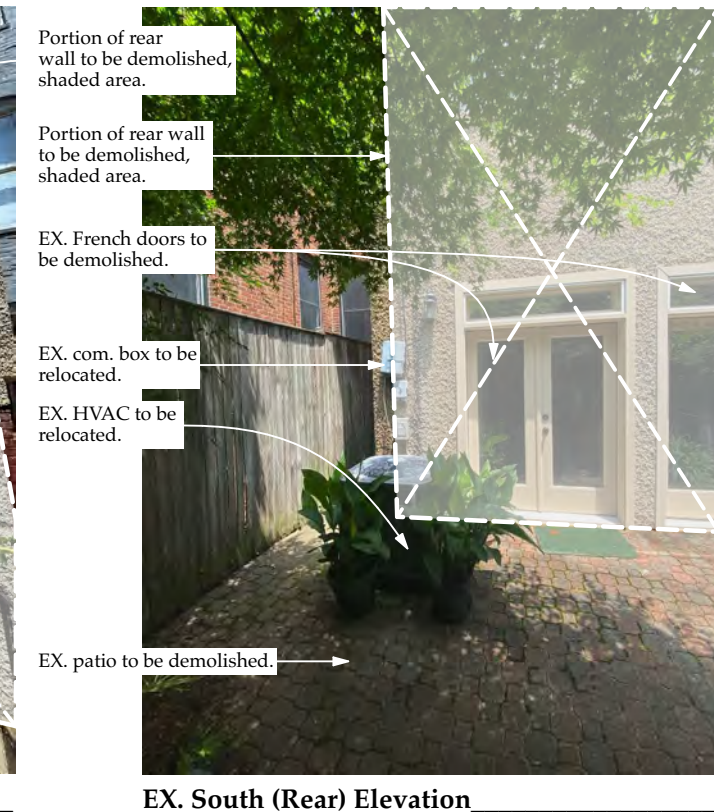 Portion of rear
wall to be demolished,
shaded area.
Portion of rear wall
to be demolished,
shaded area.
EX. French doors to
be demolished.
EX. com. box to be
relocated.
EX. HVAC to be
relocated.
EX. patio to be demolished.
EX. South (Rear) Elevation